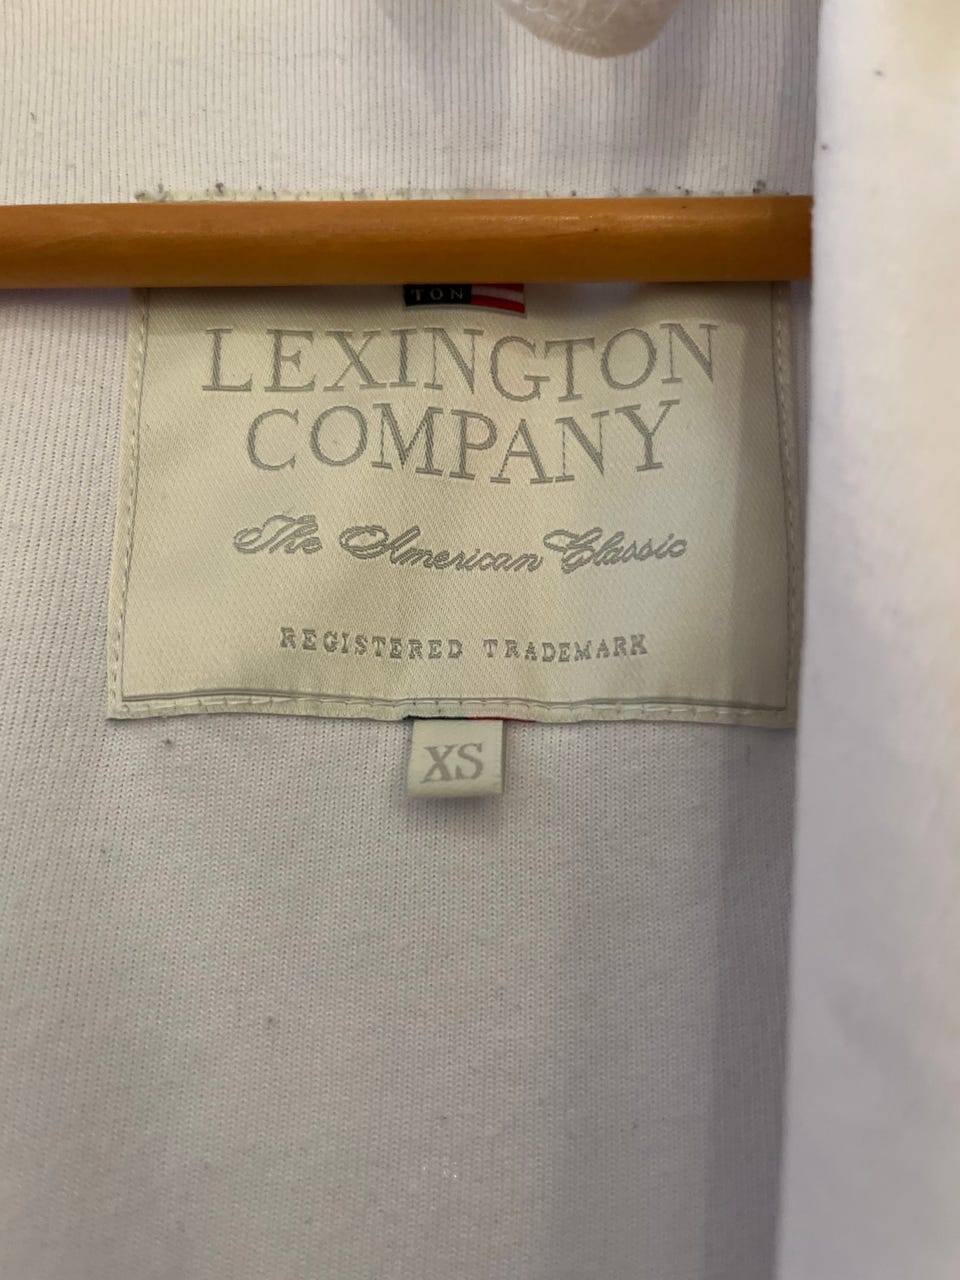 TON
LEXINGTON
COMPANY
The American Classic
REGISTERED TRADEMARK
XS